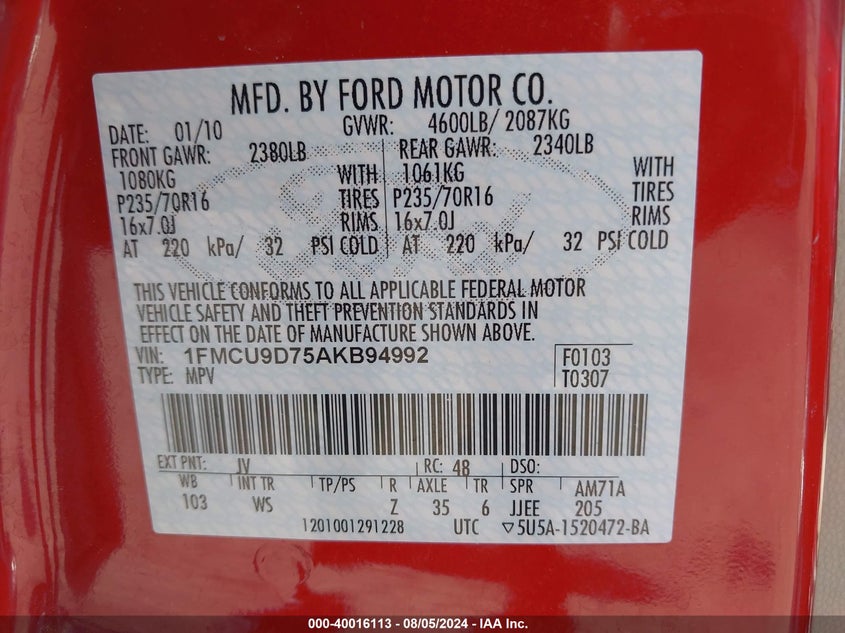 MFD. BY FORD MOTOR CO.
DATE: 01/10 GVWR: 4600LB/ 2087KG
FRONT GAWR: 2380LB REAR GAWR: 2340LB
1080KG WITH 1061KG WITH
P235/70R16 TIRES P235/70R16 TIRES
16x7.0J RIMS 16x7.0J RIMS
AT 220 kPa/ 32 PSI COLD AT 220 kPa/ 32 PSI COLD
THIS VEHICLE CONFORMS TO ALL APPLICABLE FEDERAL MOTOR
VEHICLE SAFETY AND THEFT PREVENTION STANDARDS IN
EFFECT ON THE DATE OF MANUFACTURE SHOWN ABOVE.
VIN: 1FMCU9D75AKB94992 F0103
TYPE: MPV T0307
EXT PNT: JV RC: 48 DSO:
WB INT TR TP/PS R AXLE TR SPR AM71A
103 WS Z 35 6 JJEE 205
1201001291228 UTC ▽5U5A-1520472-BA
000-40016113 - 08/05/2024 - IAA Inc.